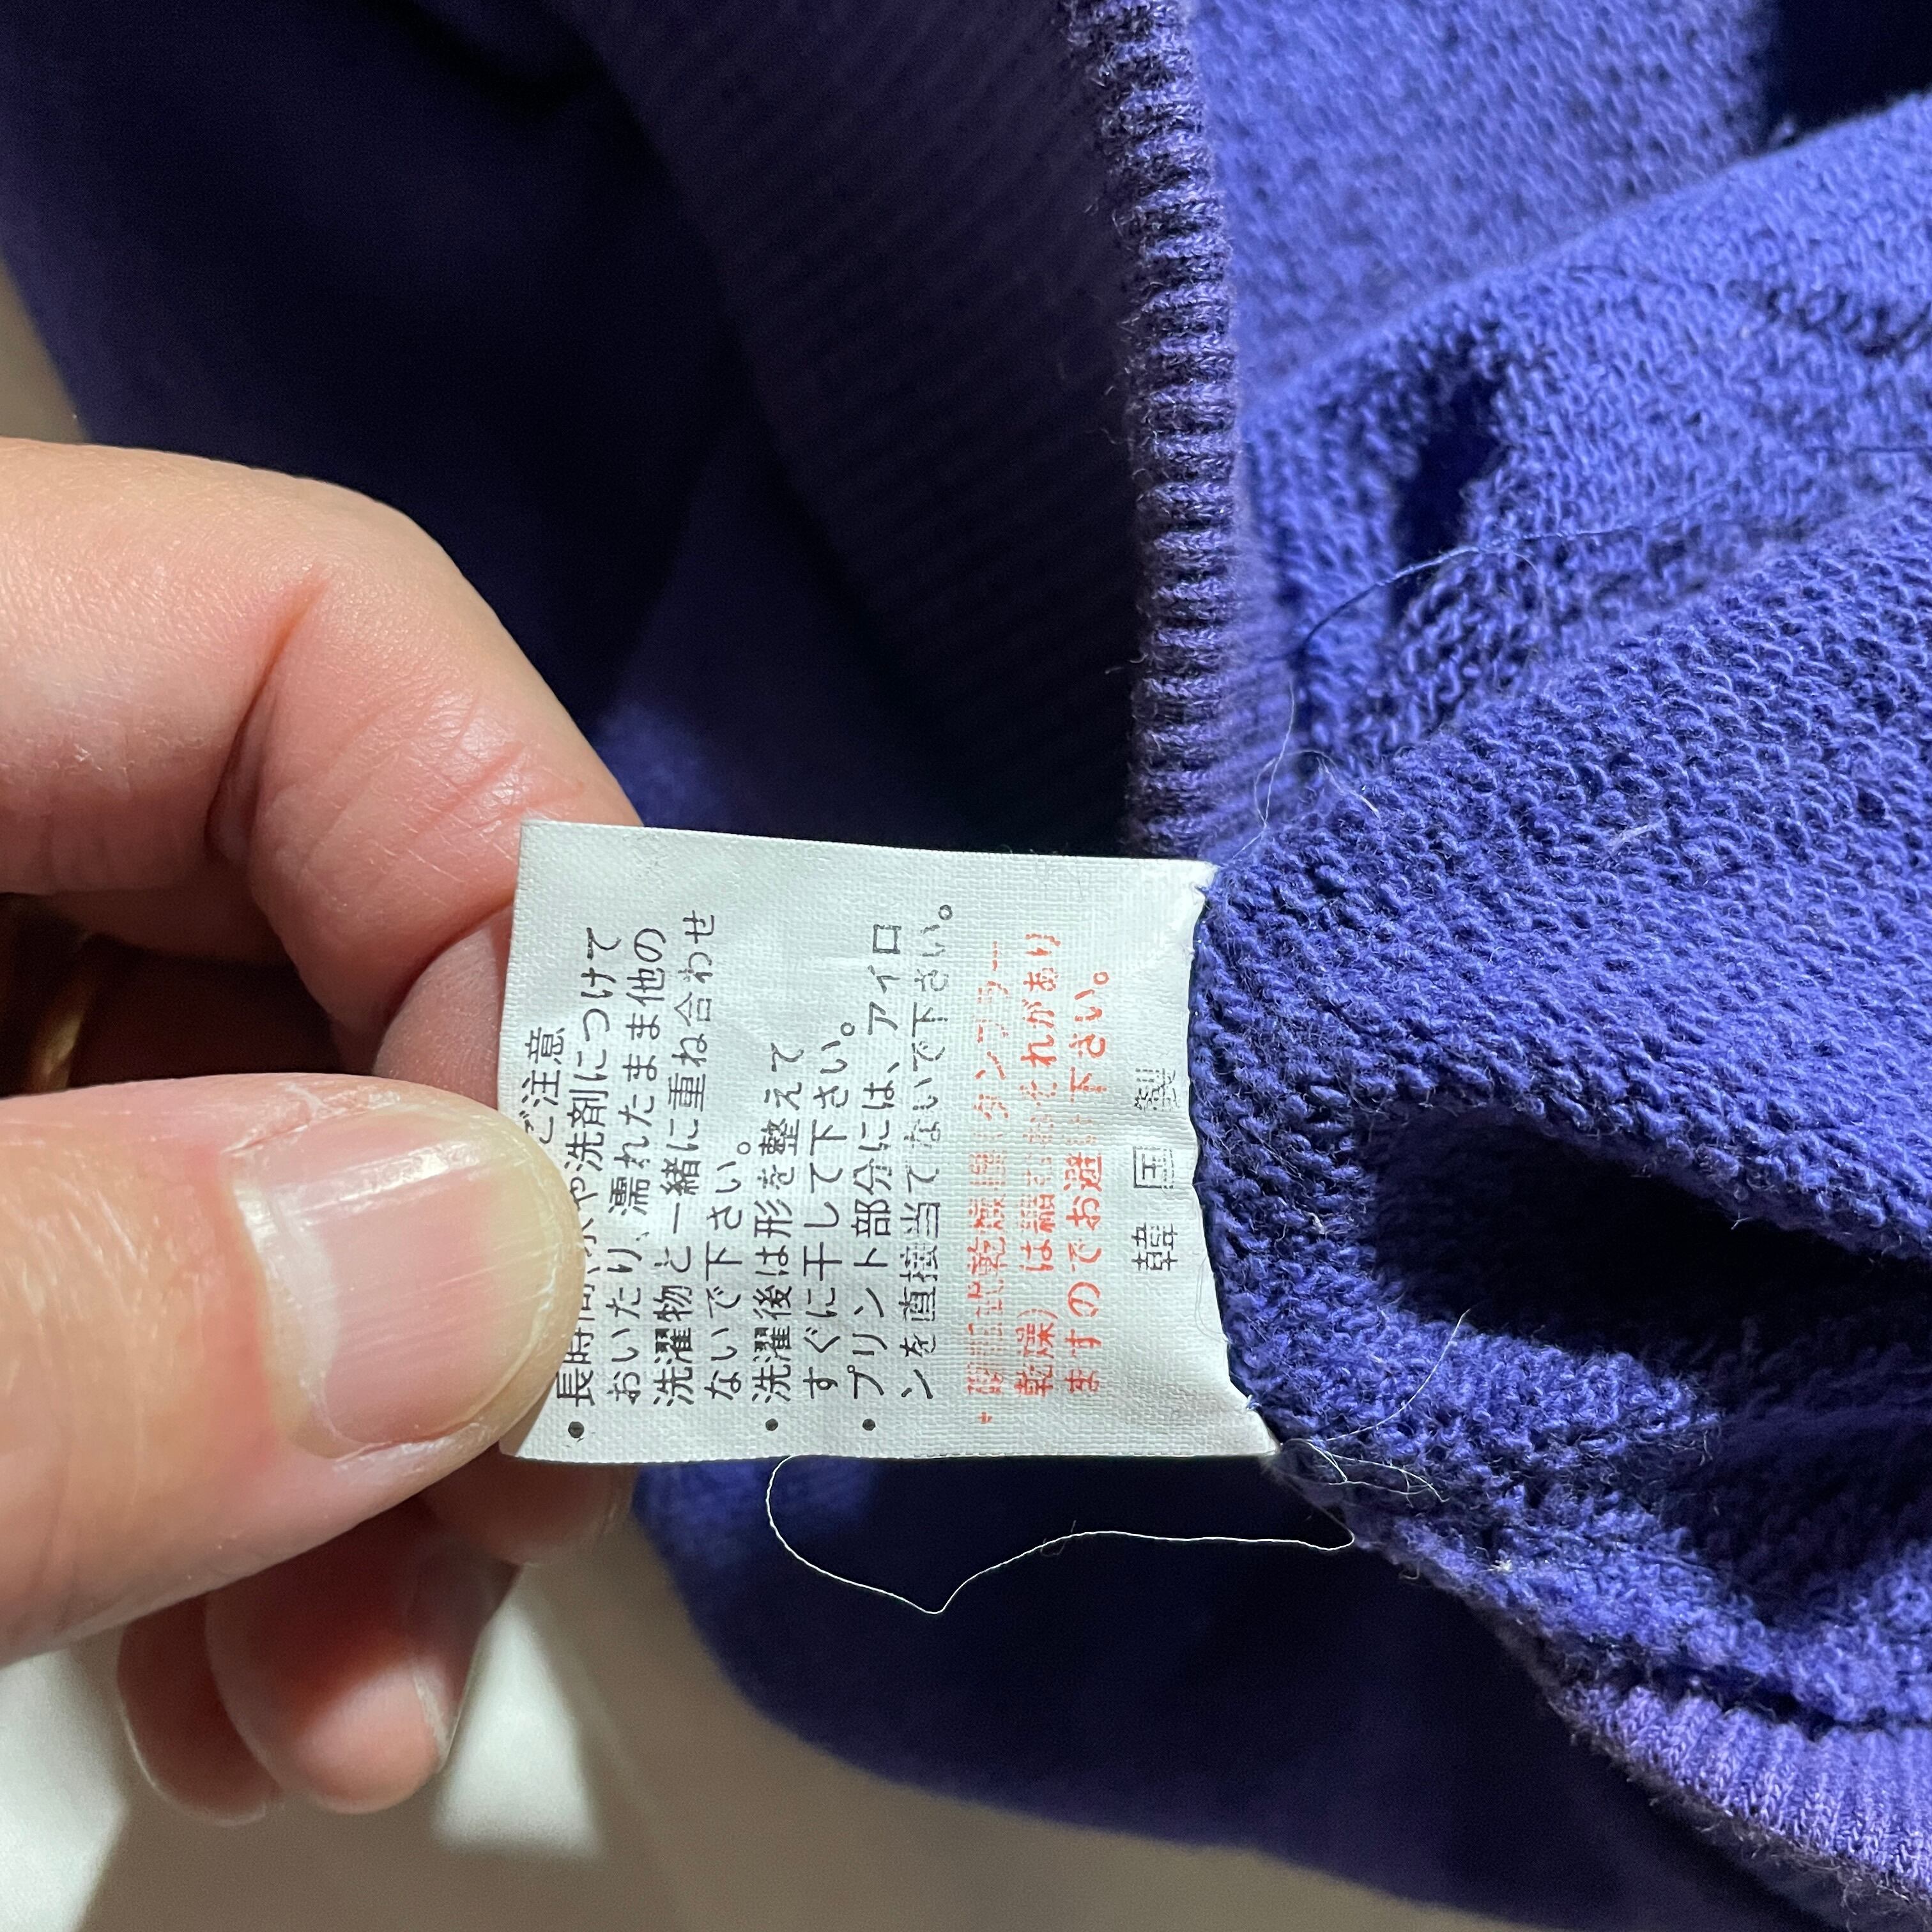 ご注意
・長時間、水や洗剤につけて
おいたり、濡れたまま他の
洗濯物と一緒に重ね合わせ
ないで下さい。
・洗濯後は形を整えて
すぐに干して下さい。
・プリント部分には、アイロ
ンを直接当てないで下さい。
・乾燥 タンブラー
乾燥)は縮むおそれがあり
ますのでお避け下さい。
韓国製